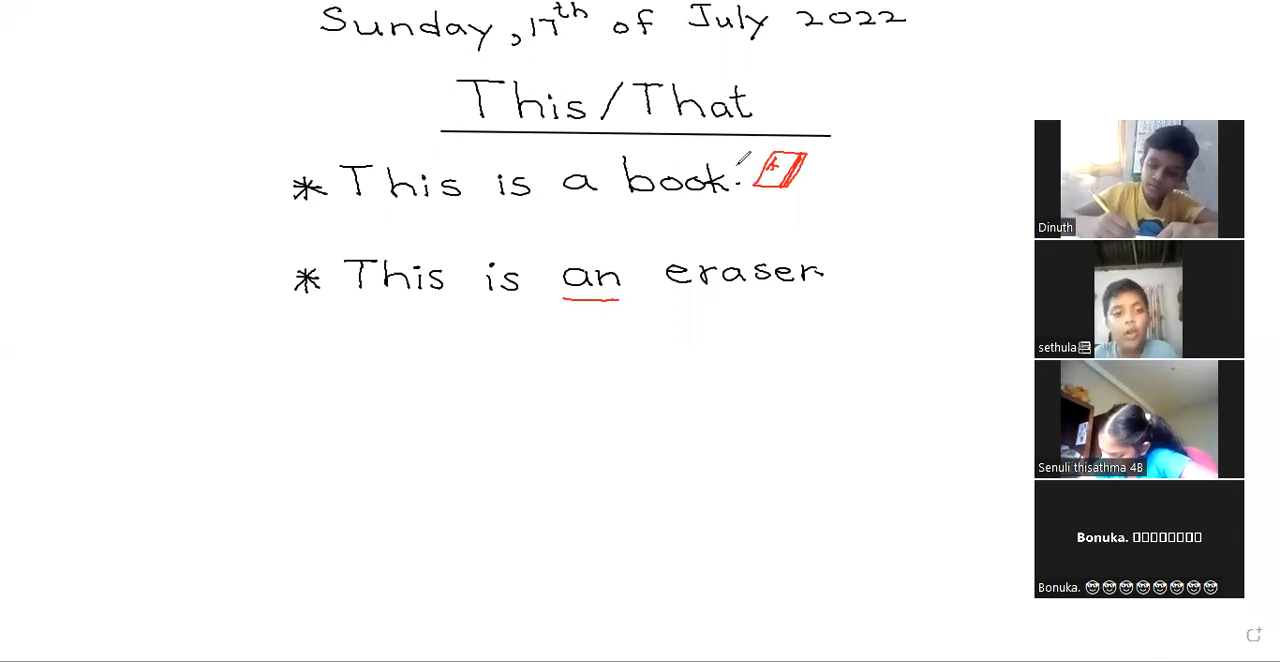 Sunday, 17th of July 2022
This/That
* This is a book.
* This is an eraser
Dinuth
sethula
Senuli thisathma 4B
Bonuka.
Bonuka.